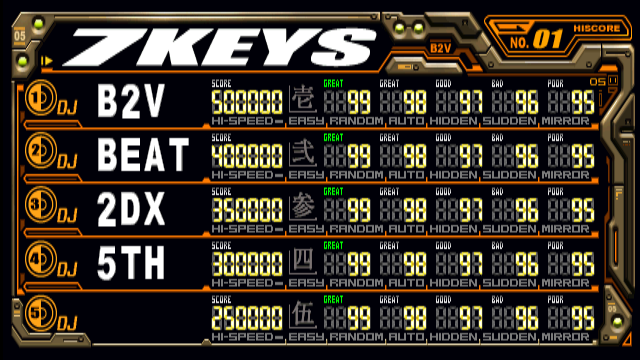 05
7KEYS
B2V
NO. 01
HISCORE
05
1 DJ B2V
SCORE GREAT GREAT GOOD BAD POOR
500000 壱 99 98 97 96 95
HI-SPEED, EASY, RANDOM, AUTO, HIDDEN, SUDDEN, MIRROR
2 DJ BEAT
SCORE GREAT GREAT GOOD BAD POOR
400000 弐 99 98 97 96 95
HI-SPEED, EASY, RANDOM, AUTO, HIDDEN, SUDDEN, MIRROR
3 DJ 2DX
SCORE GREAT GREAT GOOD BAD POOR
350000 参 99 98 97 96 95
HI-SPEED, EASY, RANDOM, AUTO, HIDDEN, SUDDEN, MIRROR
4 DJ 5TH
SCORE GREAT GREAT GOOD BAD POOR
300000 四 99 98 97 96 95
HI-SPEED, EASY, RANDOM, AUTO, HIDDEN, SUDDEN, MIRROR
5 DJ
SCORE GREAT GREAT GOOD BAD POOR
250000 伍 99 98 97 96 95
HI-SPEED, EASY, RANDOM, AUTO, HIDDEN, SUDDEN, MIRROR